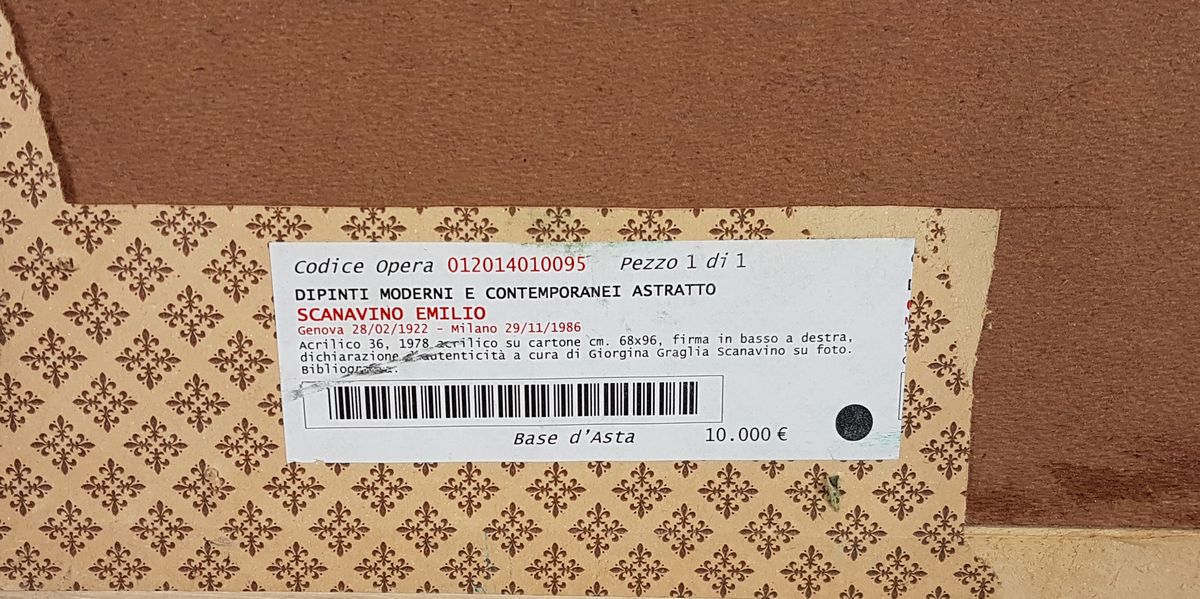 Codice Opera 012014010095 Pezzo 1 di 1
DIPINTI MODERNI E CONTEMPORANEI ASTRATTO
SCANAVINO EMILIO
Genova 28/02/1922 - Milano 29/11/1986
Acrilico 36, 1978 acrilico su cartone cm. 68x96, firma in basso a destra,
dichiarazione d'autenticità a cura di Giorgina Graglia Scanavino su foto.
Bibliografia.
Base d'Asta 10.000 €